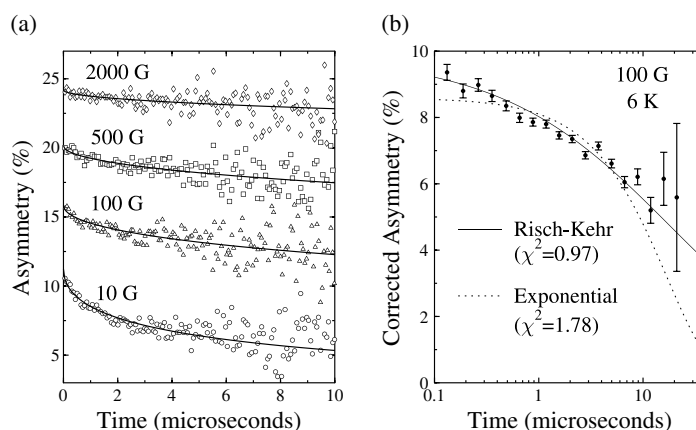 (a)
2000 G
500 G
100 G
10 G
25
20
15
10
5
0 2 4 6 8 10
Time (microseconds)
Asymmetry (%)
(b)
100 G
6 K
Risch-Kehr
(χ²=0.97)
Exponential
(χ²=1.78)
10
8
6
4
2
0
0.1 1 10
Time (microseconds)
Corrected Asymmetry (%)